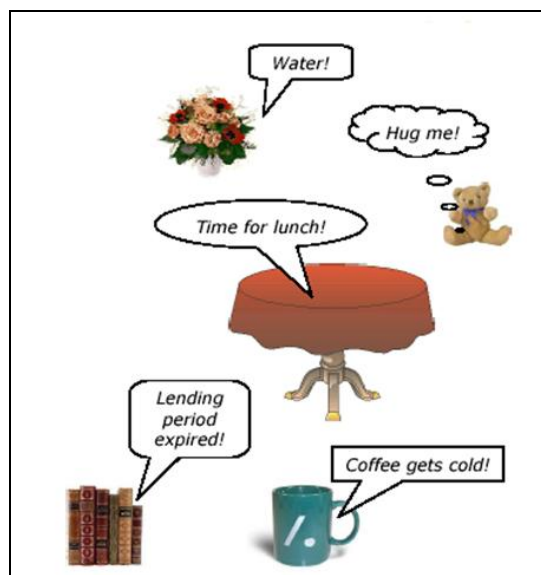 Water!
Hug me!
Time for lunch!
Lending
period
expired!
Coffee gets cold!
/.